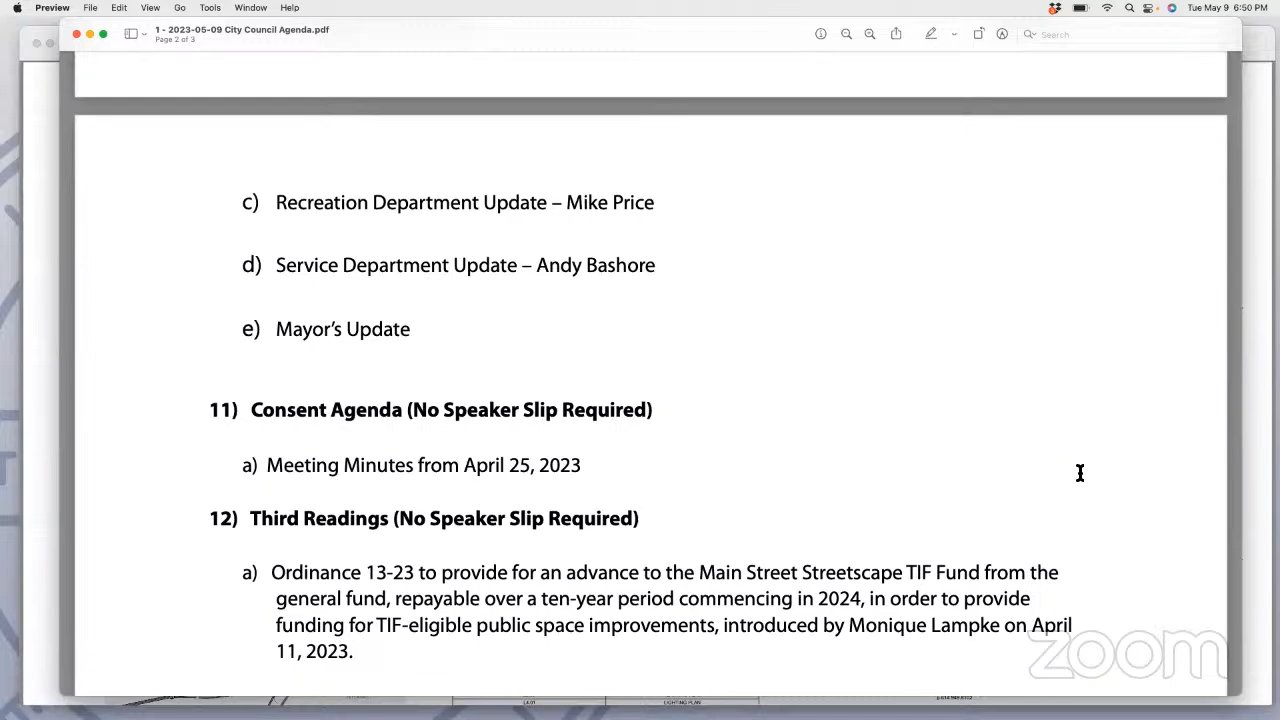 Preview File Edit View Go Tools Window Help Tue May 9 6:50 PM
1 - 2023-05-09 City Council Agenda.pdf
Page 2 of 3
Search
c) Recreation Department Update – Mike Price
d) Service Department Update – Andy Bashore
e) Mayor’s Update
11) Consent Agenda (No Speaker Slip Required)
a) Meeting Minutes from April 25, 2023
12) Third Readings (No Speaker Slip Required)
a) Ordinance 13-23 to provide for an advance to the Main Street Streetscape TIF Fund from the
general fund, repayable over a ten-year period commencing in 2024, in order to provide
funding for TIF-eligible public space improvements, introduced by Monique Lampke on April
11, 2023.
zoom
LIGHTING PLAN